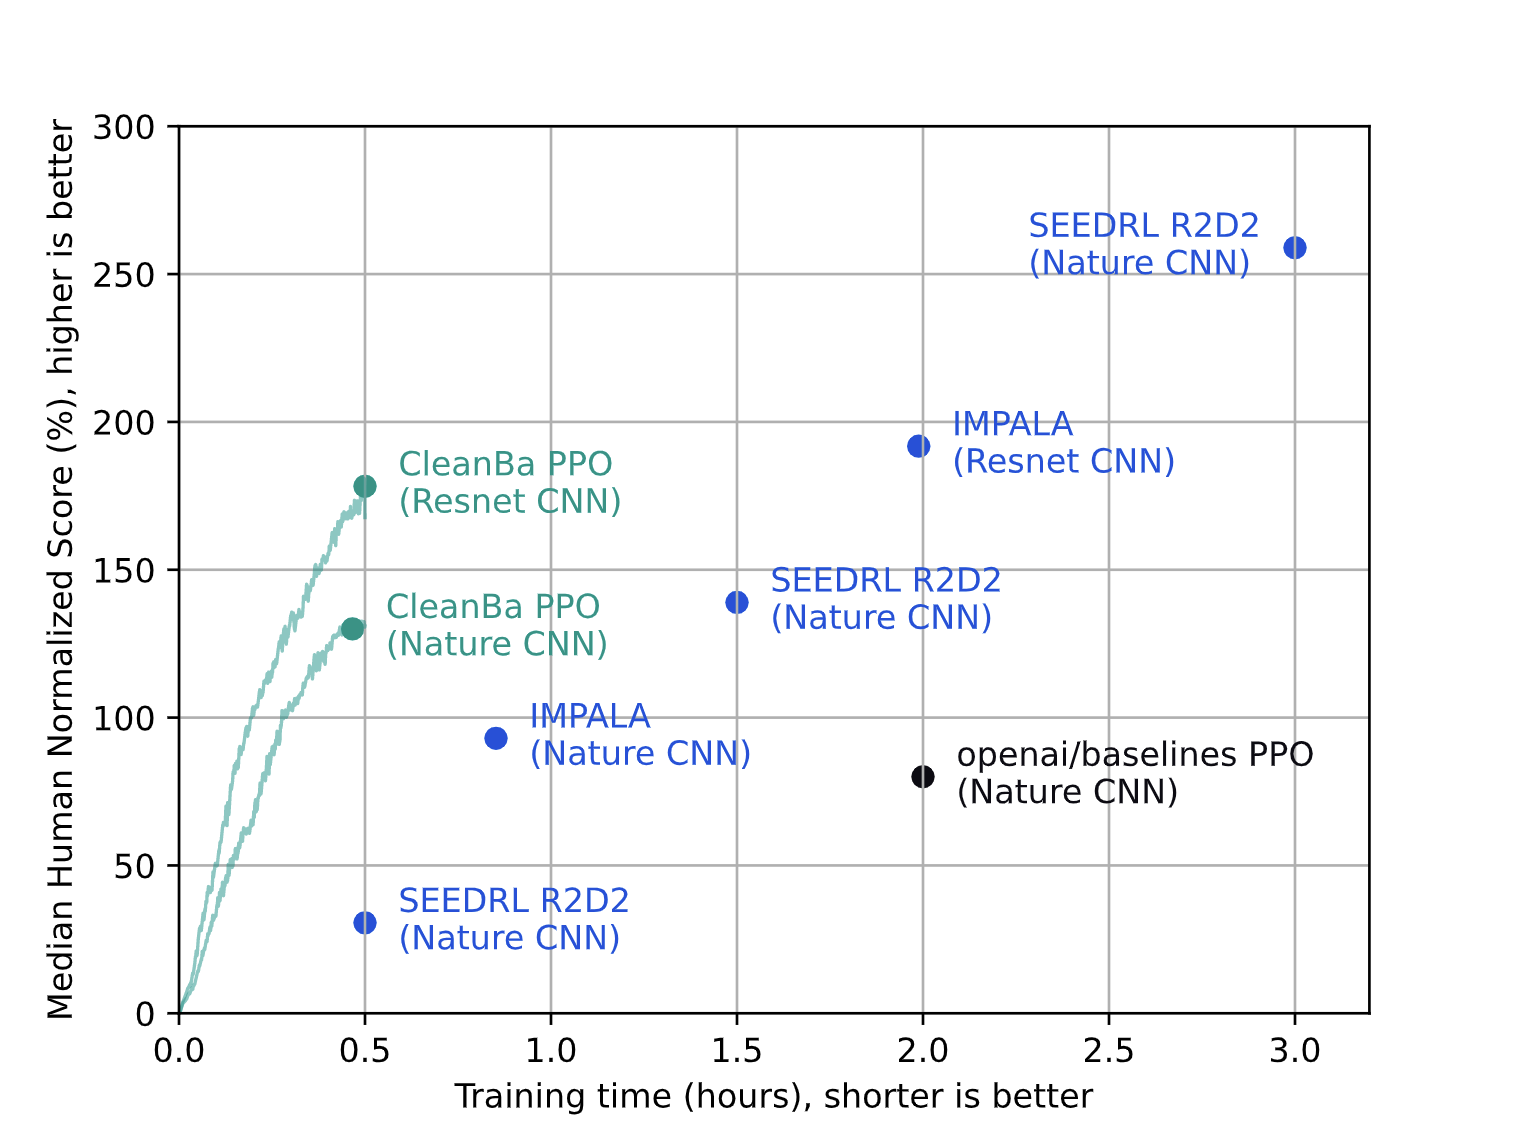 Median Human Normalized Score (%), higher is better
300
250
200
150
100
50
0
SEEDRL R2D2
(Nature CNN)
IMPALA
(Resnet CNN)
CleanBa PPO
(Resnet CNN)
SEEDRL R2D2
(Nature CNN)
CleanBa PPO
(Nature CNN)
IMPALA
(Nature CNN)
openai/baselines PPO
(Nature CNN)
SEEDRL R2D2
(Nature CNN)
0.0 0.5 1.0 1.5 2.0 2.5 3.0
Training time (hours), shorter is better